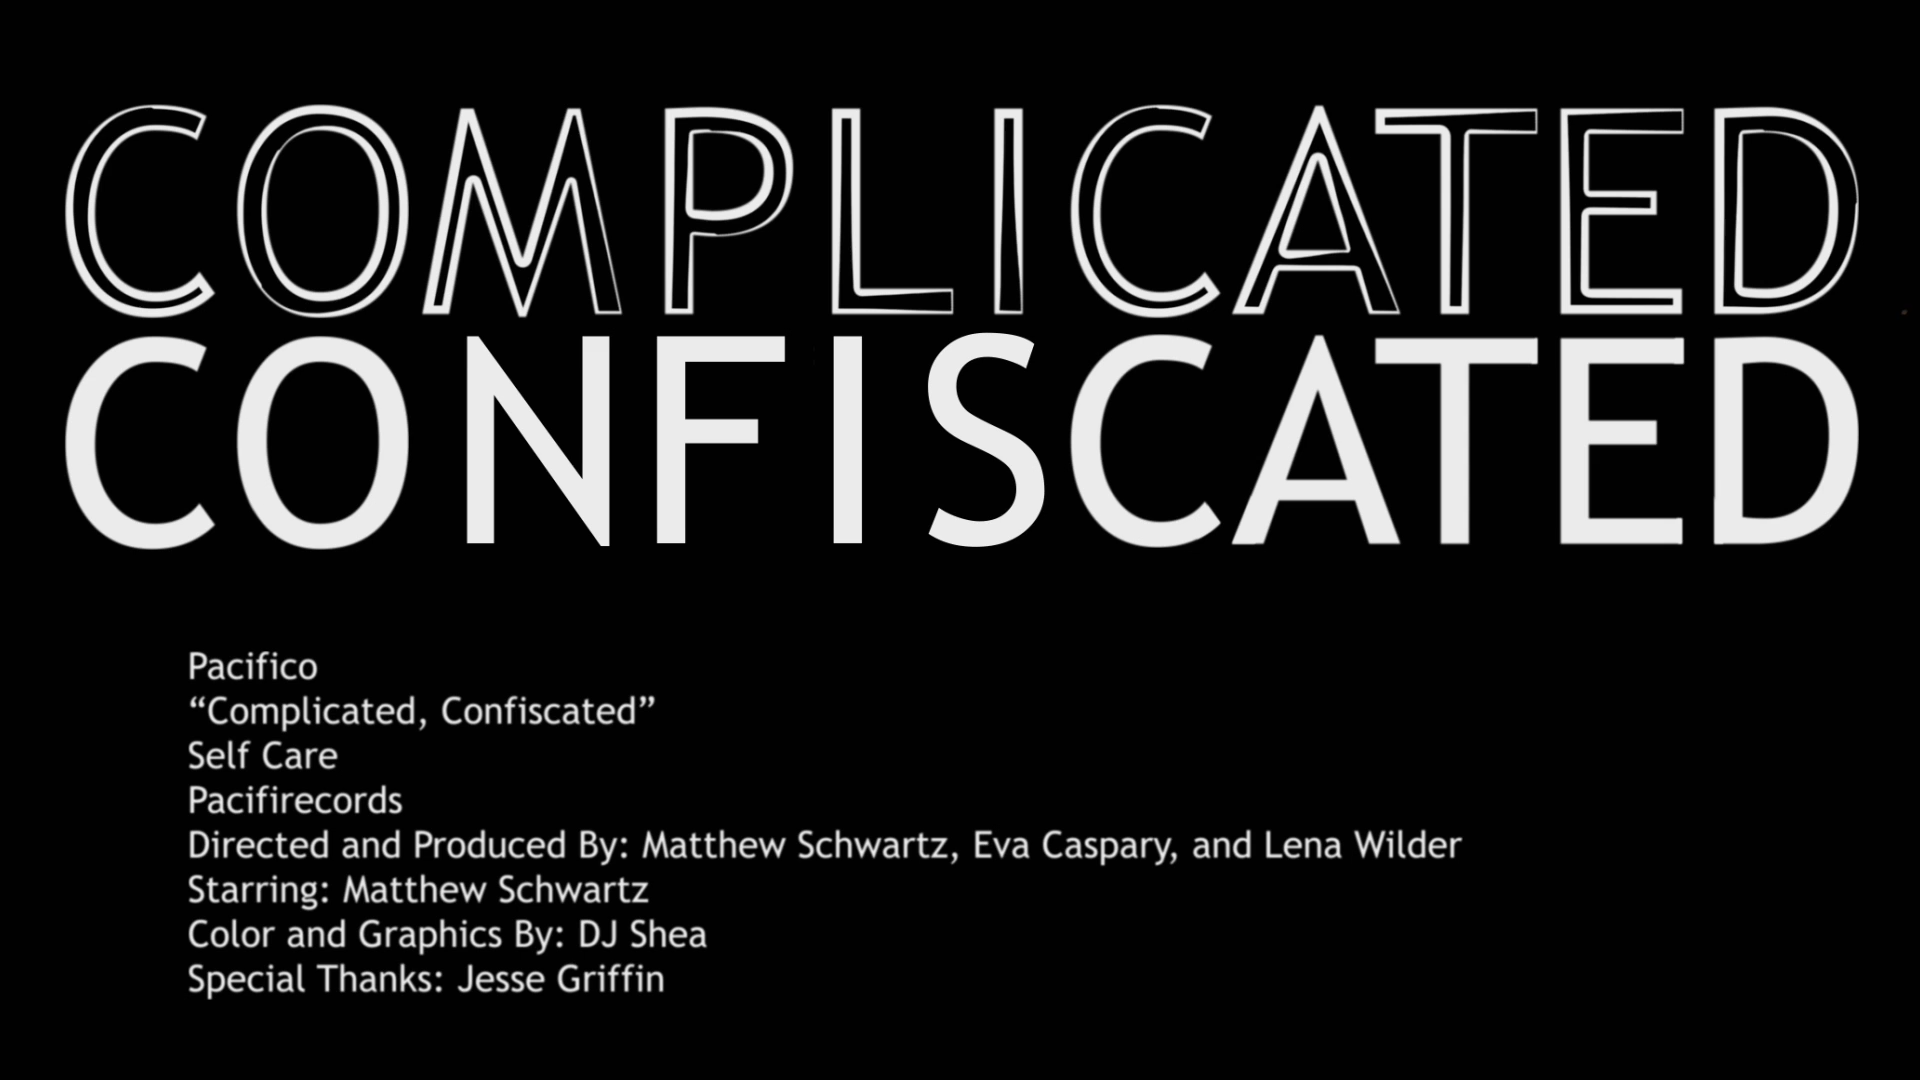 COMPLICATED
CONFISCATED
Pacifico
“Complicated, Confiscated”
Self Care
Pacifirecords
Directed and Produced By: Matthew Schwartz, Eva Caspary, and Lena Wilder
Starring: Matthew Schwartz
Color and Graphics By: DJ Shea
Special Thanks: Jesse Griffin